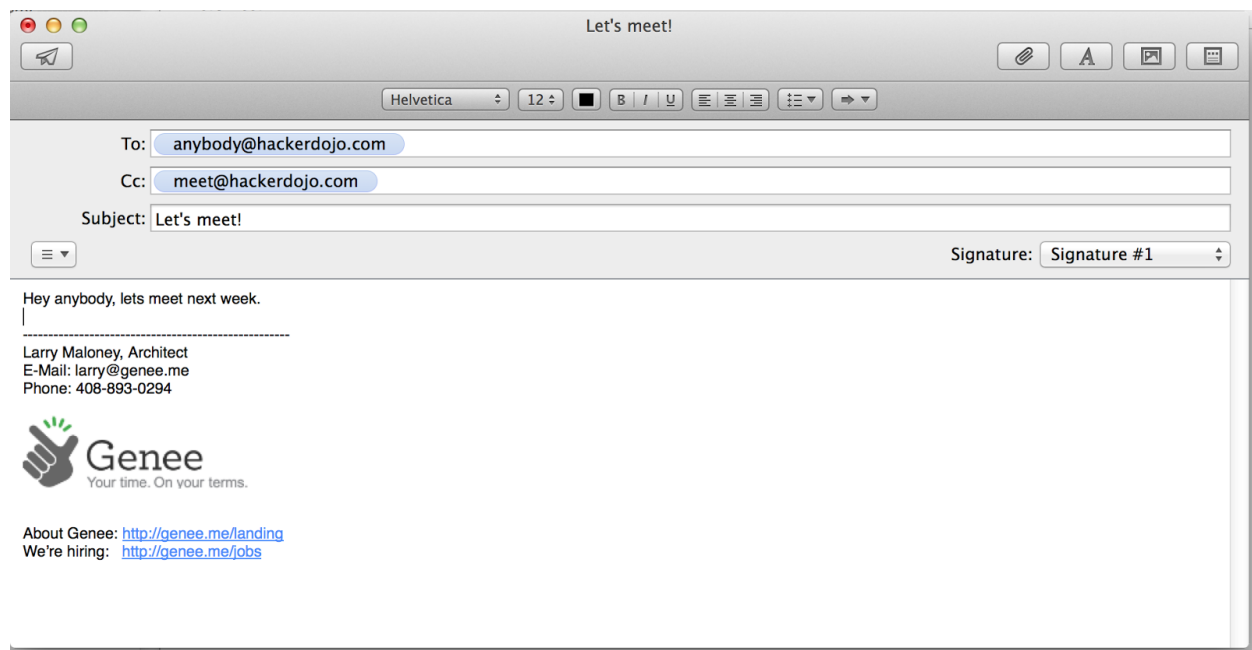 Let's meet!
Helvetica 12 B I U
To: anybody@hackerdojo.com
Cc: meet@hackerdojo.com
Subject: Let's meet!
Signature: Signature #1
Hey anybody, lets meet next week.
-----------------------------------------------------
Larry Maloney, Architect
E-Mail: larry@genee.me
Phone: 408-893-0294
Genee
Your time. On your terms.
About Genee: http://genee.me/landing
We're hiring: http://genee.me/jobs